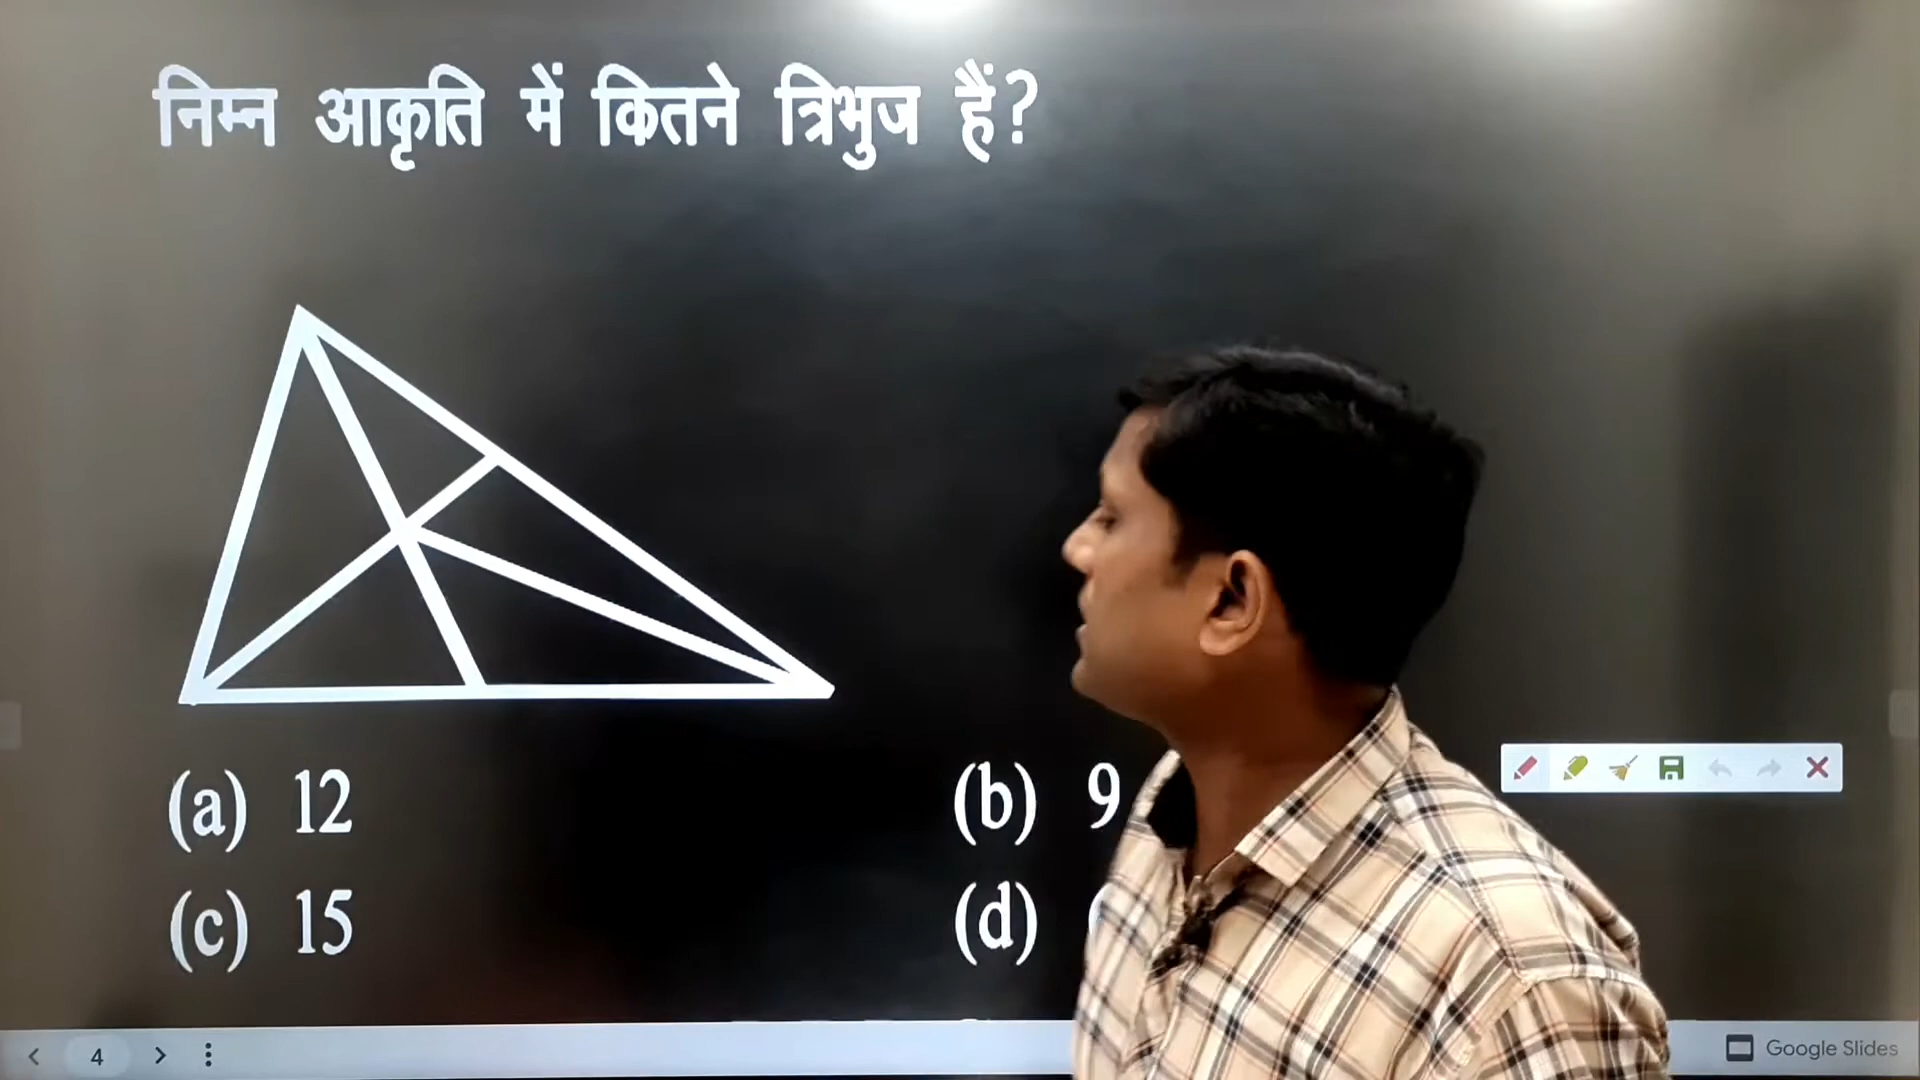 निम्न आकृति में कितने त्रिभुज हैं?
(a) 12
(b) 9
(c) 15
(d)
4
Google Slides